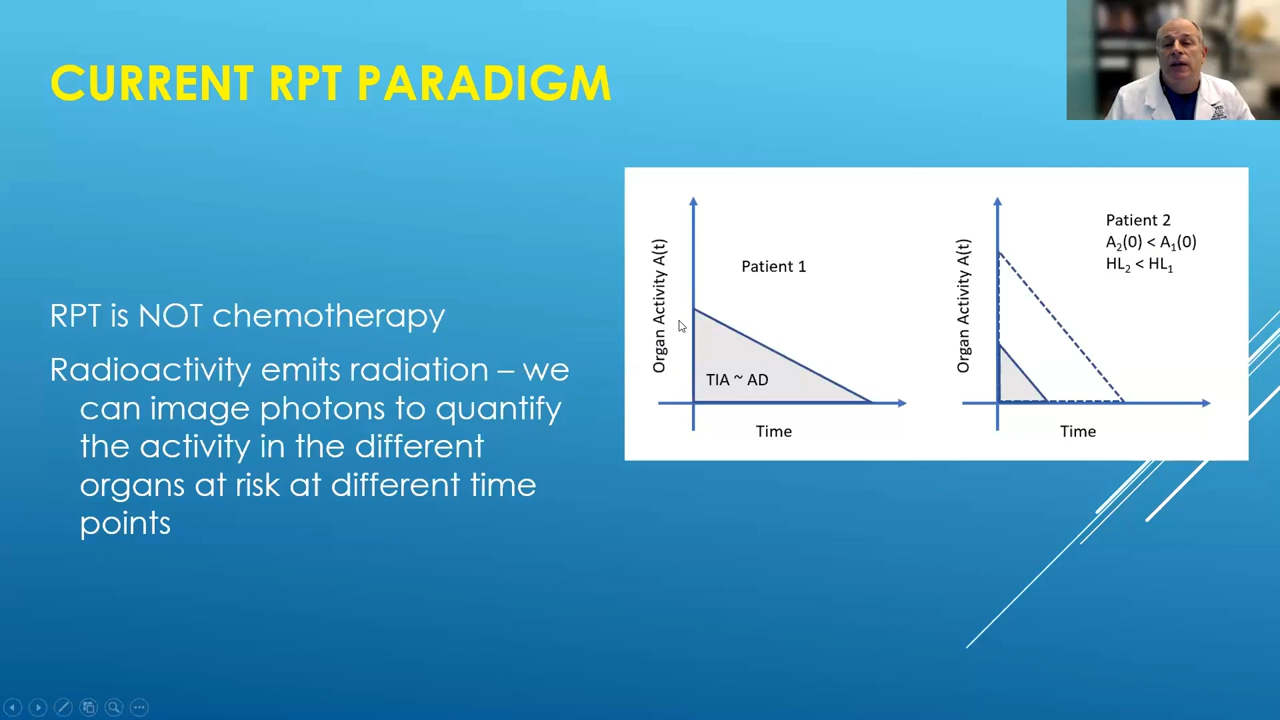 CURRENT RPT PARADIGM
RPT is NOT chemotherapy
Radioactivity emits radiation – we
can image photons to quantify
the activity in the different
organs at risk at different time
points
Organ Activity A(t)
Patient 1
TIA ~ AD
Time
Organ Activity A(t)
Patient 2
A₂(0) < A₁(0)
HL₂ < HL₁
Time